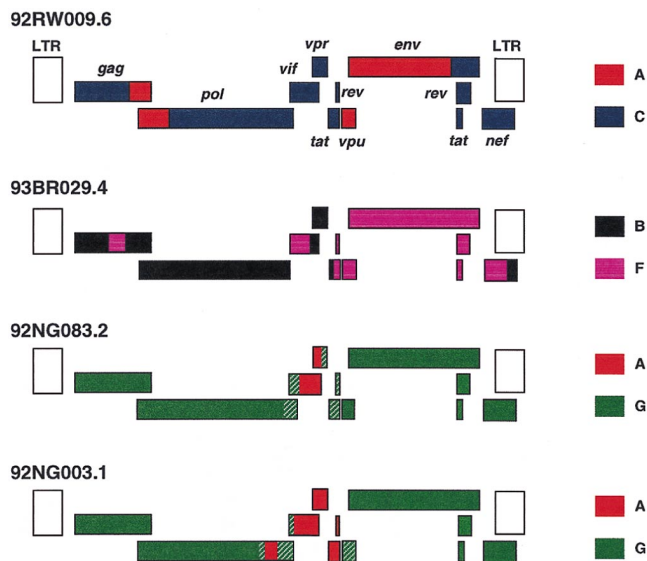 92RW009.6
LTR
gag
pol
vif
vpr
tat
rev
vpu
env
rev
tat
LTR
nef
A
C
93BR029.4
B
F
92NG083.2
A
G
92NG003.1
A
G